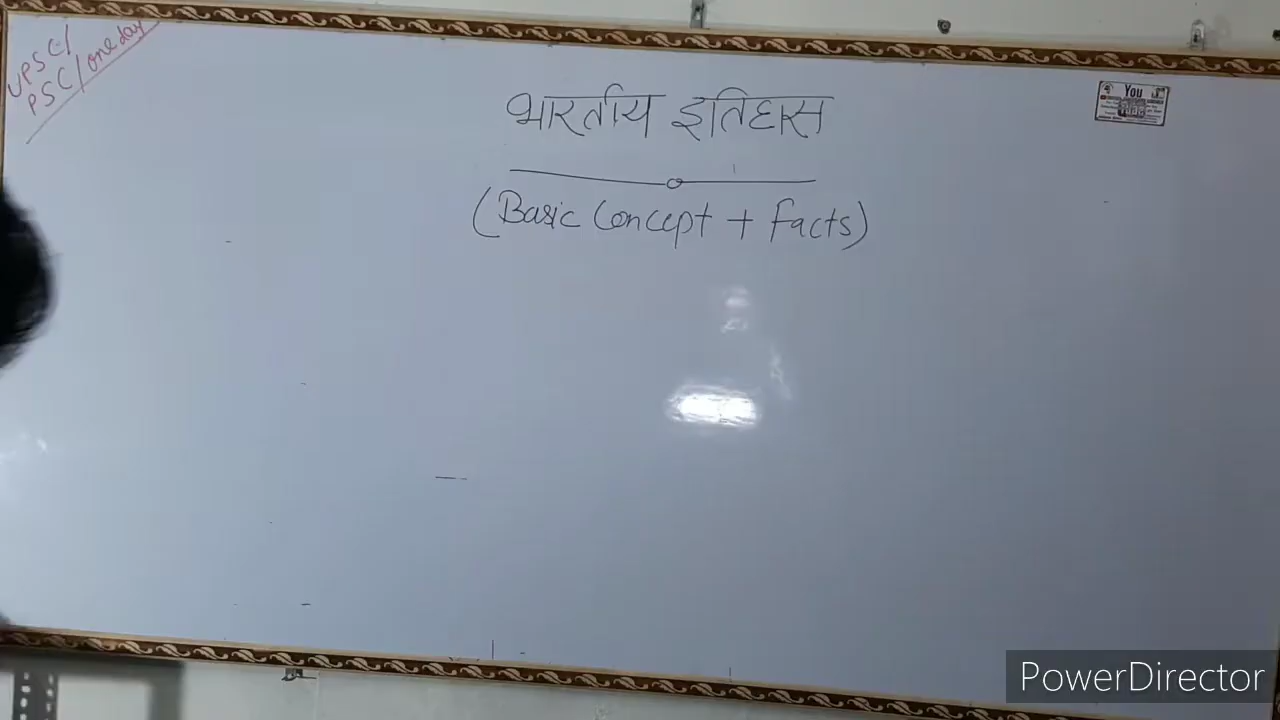 UPSC/
PSC/one day
भारतीय इतिहास
(Basic Concept + Facts)
You
PowerDirector